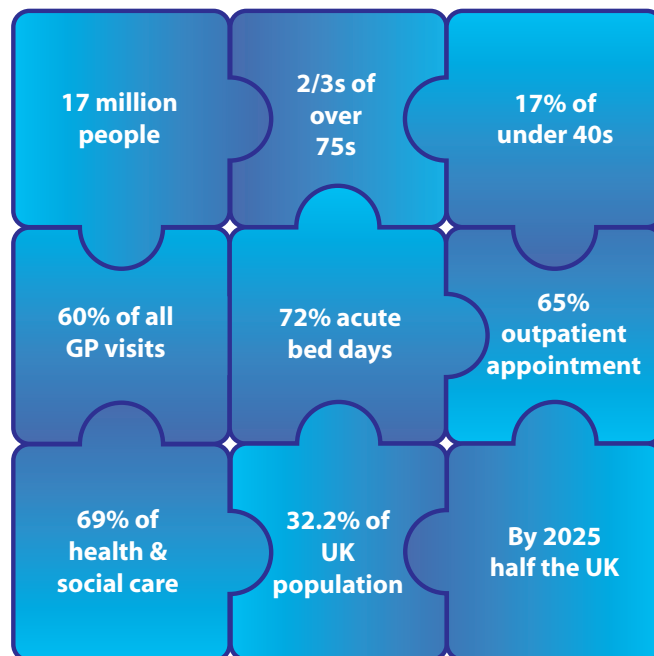 17 million
people
2/3s of
over
75s
17% of
under 40s
60% of all
GP visits
72% acute
bed days
65%
outpatient
appointment
69% of
health &
social care
32.2% of
UK
population
By 2025
half the UK